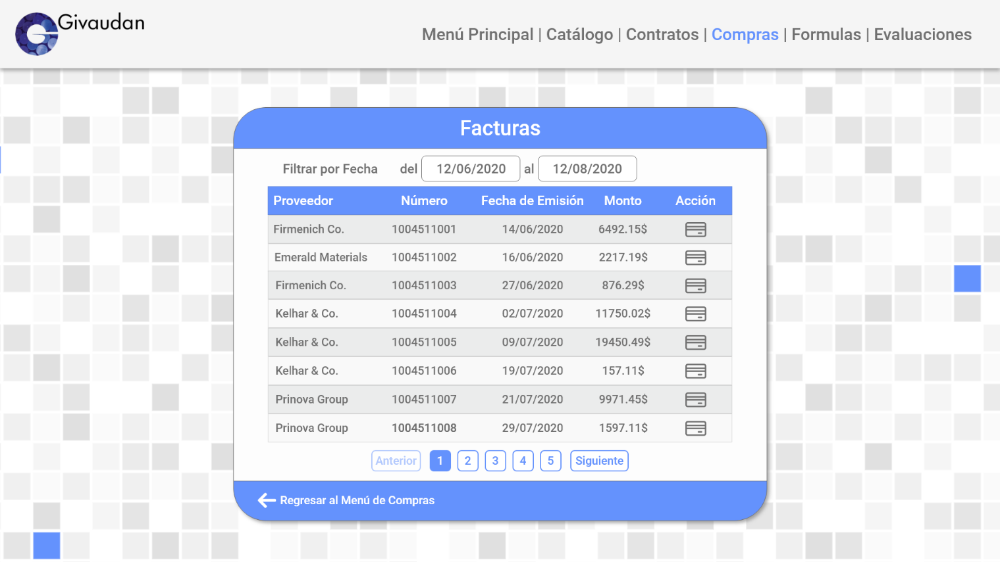 Givaudan
Menú Principal | Catálogo | Contratos | Compras | Formulas | Evaluaciones
Facturas
Filtrar por Fecha del 12/06/2020 al 12/08/2020
Proveedor Número Fecha de Emisión Monto Acción
Firmenich Co. 1004511001 14/06/2020 6492.15$
Emerald Materials 1004511002 16/06/2020 2217.19$
Firmenich Co. 1004511003 27/06/2020 876.29$
Kelhar & Co. 1004511004 02/07/2020 11750.02$
Kelhar & Co. 1004511005 09/07/2020 19450.49$
Kelhar & Co. 1004511006 19/07/2020 157.11$
Prinova Group 1004511007 21/07/2020 9971.45$
Prinova Group 1004511008 29/07/2020 1597.11$
Anterior 1 2 3 4 5 Siguiente
Regresar al Menú de Compras